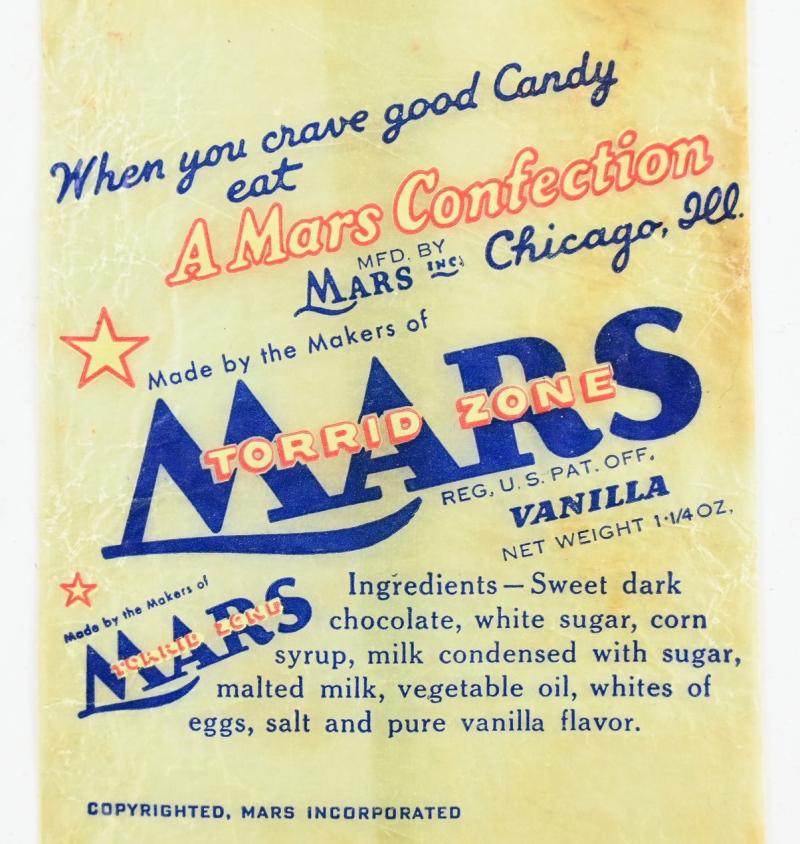 When you crave good Candy
eat
A Mars Confection
MFD. BY
MARS INC.
Chicago, Ill.
Made by the Makers of
MARS
TORRID ZONE
REG. U.S. PAT. OFF.
VANILLA
NET WEIGHT 1·1/4 OZ.
Made by the Makers of
MARS
TORRID ZONE
Ingredients — Sweet dark
chocolate, white sugar, corn
syrup, milk condensed with sugar,
malted milk, vegetable oil, whites of
eggs, salt and pure vanilla flavor.
COPYRIGHTED, MARS INCORPORATED